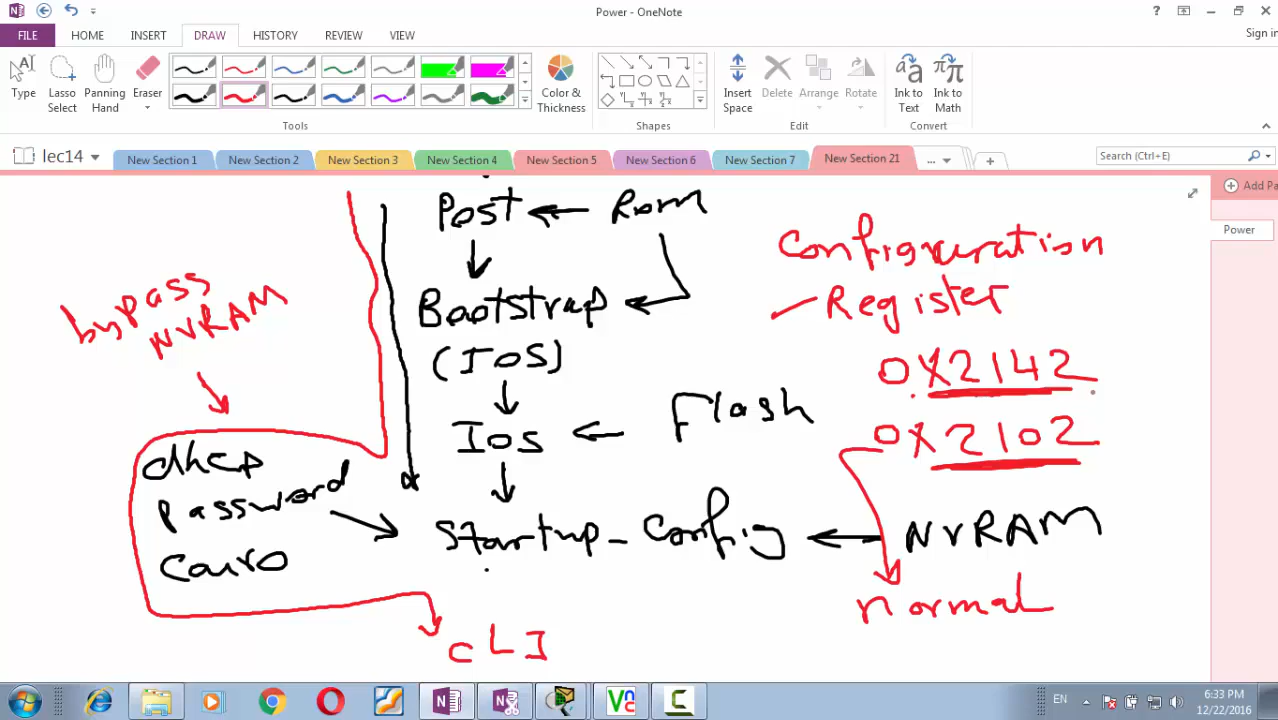 Power - OneNote
Sign in
FILE HOME INSERT DRAW HISTORY REVIEW VIEW
Type
Lasso Select
Panning Hand
Eraser
Color & Thickness
Insert Space
Delete
Arrange
Rotate
Ink to Text
Ink to Math
Tools
Shapes
Edit
Convert
lec14
New Section 1 New Section 2 New Section 3 New Section 4 New Section 5 New Section 6 New Section 7 New Section 21 ...
Search (Ctrl+E)
Add Pa
Power
Post ← Rom
Bootstrap
(IOS)
Ios ← Flash
Startup_Config ← NVRAM
bypass
NVRAM
dhcp
password
Cairo
CLI
Configuration
Register
0X2142
0X2102
normal
EN
6:33 PM
12/22/2016